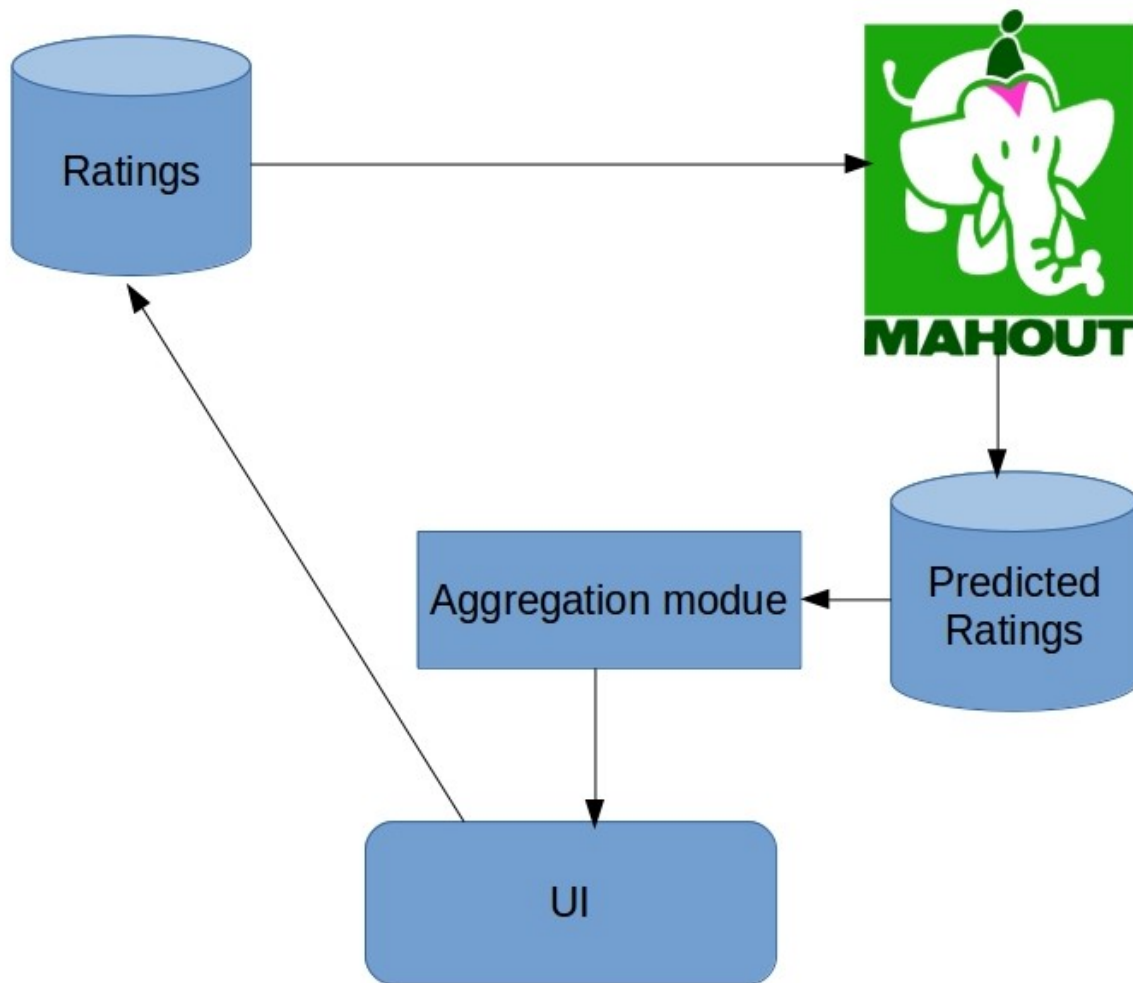 Ratings
MAHOUT
Aggregation modue
Predicted
Ratings
UI